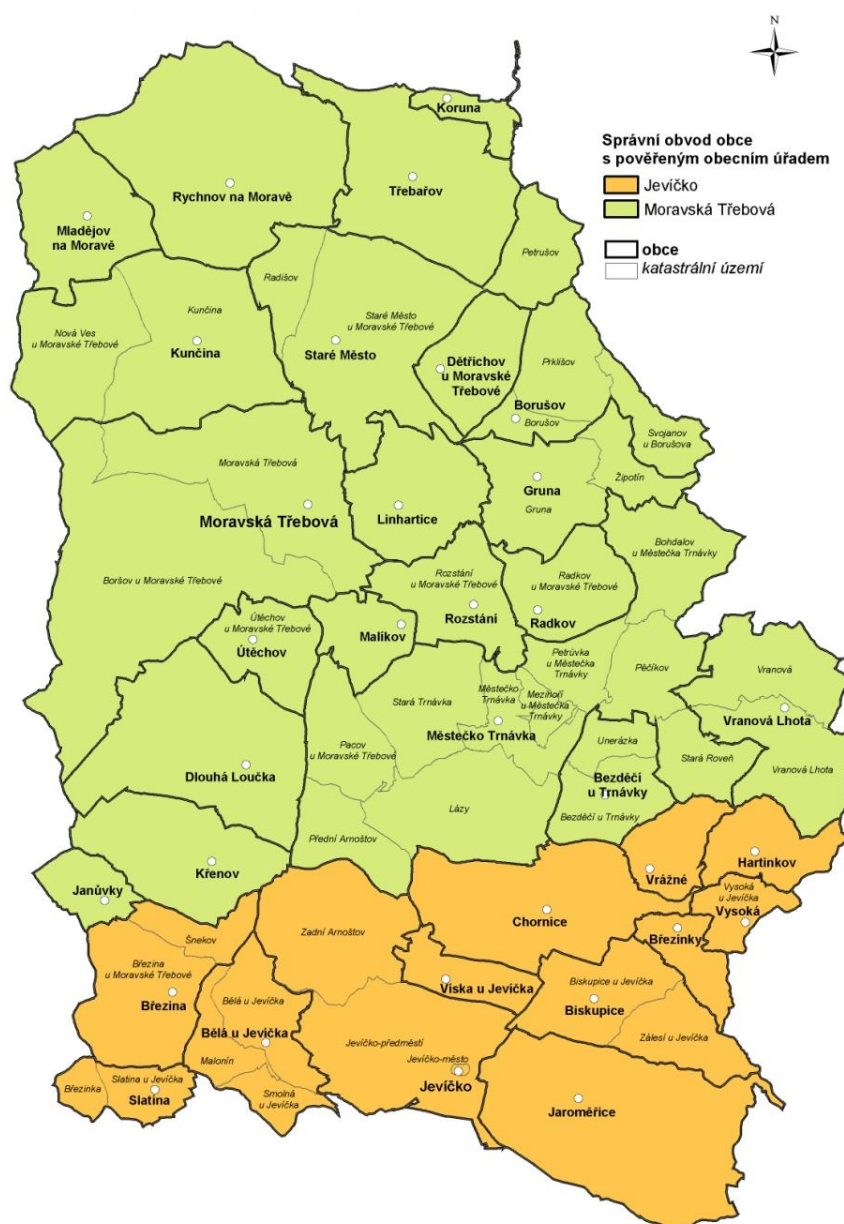 N
Koruna
Správní obvod obce
s pověřeným obecním úřadem
Jevíčko
Moravská Třebová
obce
katastrální území
Rychnov na Moravě
Třebařov
Mladějov
na Moravě
Petrušov
Radišov
Kunčina
Staré Město
u Moravské Třebové
Nová Ves
u Moravské Třebové
Kunčina
Staré Město
Dětřichov
u Moravské
Třebové
Prklišov
Borušov
Borušov
Svojanov
u Borušova
Moravská Třebová
Žipotín
Gruna
Gruna
Moravská Třebová
Linhartice
Bohdalov
u Městečka Trnávky
Boršov u Moravské Třebové
Rozstání
u Moravské Třebové
Rozstání
Radkov
u Moravské Třebové
Radkov
Útěchov
u Moravské Třebové
Útěchov
Malíkov
Petrůvka
u Městečka
Trnávky
Pěčíkov
Vranová
Stará Trnávka
Městečko
Trnávka
Mezihoří
u Městečka
Trnávky
Vranová Lhota
Městečko Trnávka
Pacov
u Moravské Třebové
Unerázka
Stará Roveň
Vranová Lhota
Dlouhá Loučka
Bezděčí
u Trnávky
Bezděčí u Trnávky
Lázy
Přední Arnoštov
Křenov
Vrážné
Hartinkov
Janůvky
Vysoká
u Jevíčka
Vysoká
Chornice
Šnekov
Zadní Arnoštov
Březinky
Březina
u Moravské Třebové
Březina
Víska u Jevíčka
Biskupice u Jevíčka
Biskupice
Bělá u Jevíčka
Bělá u Jevíčka
Jevíčko-předměstí
Zálesí u Jevíčka
Malonín
Jevíčko-město
Jevíčko
Březinka
Slatina u Jevíčka
Slatina
Smolná
u Jevíčka
Jaroměřice